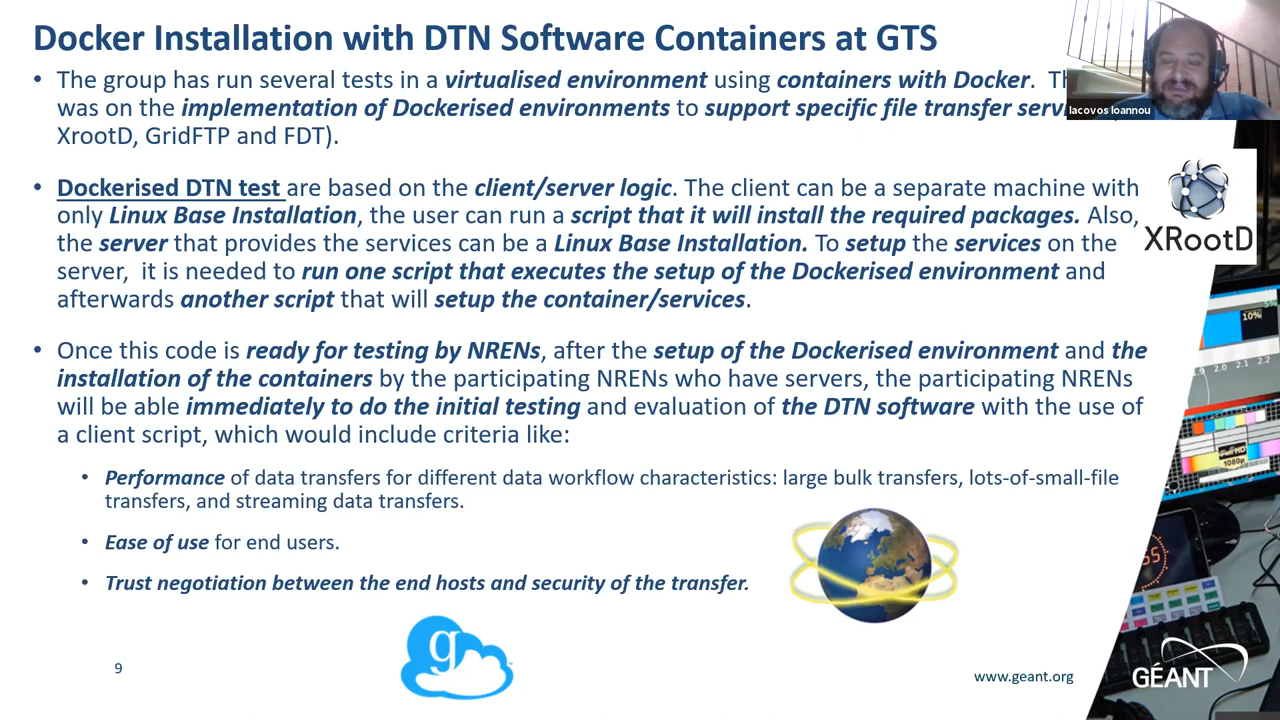 Docker Installation with DTN Software Containers at GTS
• The group has run several tests in a virtualised environment using containers with Docker.
was on the implementation of Dockerised environments to support specific file transfer
XrootD, GridFTP and FDT).
Iacovos Ioannou
• Dockerised DTN test are based on the client/server logic. The client can be a separate machine with
only Linux Base Installation, the user can run a script that it will install the required packages. Also,
the server that provides the services can be a Linux Base Installation. To setup the services on the
server, it is needed to run one script that executes the setup of the Dockerised environment and
afterwards another script that will setup the container/services.
XRootD
• Once this code is ready for testing by NRENs, after the setup of the Dockerised environment and the
installation of the containers by the participating NRENs who have servers, the participating NRENs
will be able immediately to do the initial testing and evaluation of the DTN software with the use of
a client script, which would include criteria like:
• Performance of data transfers for different data workflow characteristics: large bulk transfers, lots-of-small-file
transfers, and streaming data transfers.
• Ease of use for end users.
• Trust negotiation between the end hosts and security of the transfer.
10%
2.0 2.1 2.2
1080p
g
9
www.geant.org
GÉANT